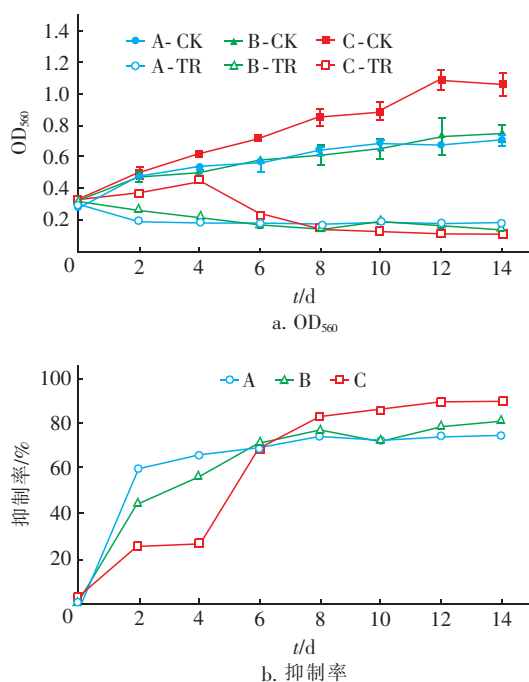 1.4
1.2
1.0
0.8
0.6
0.4
0.2
0
OD₅₆₀
A-CK B-CK C-CK
A-TR B-TR C-TR
2 4 6 8 10 12 14
t/d
a. OD₅₆₀
100
80
60
40
20
0
抑制率/%
A B C
2 4 6 8 10 12 14
t/d
b. 抑制率